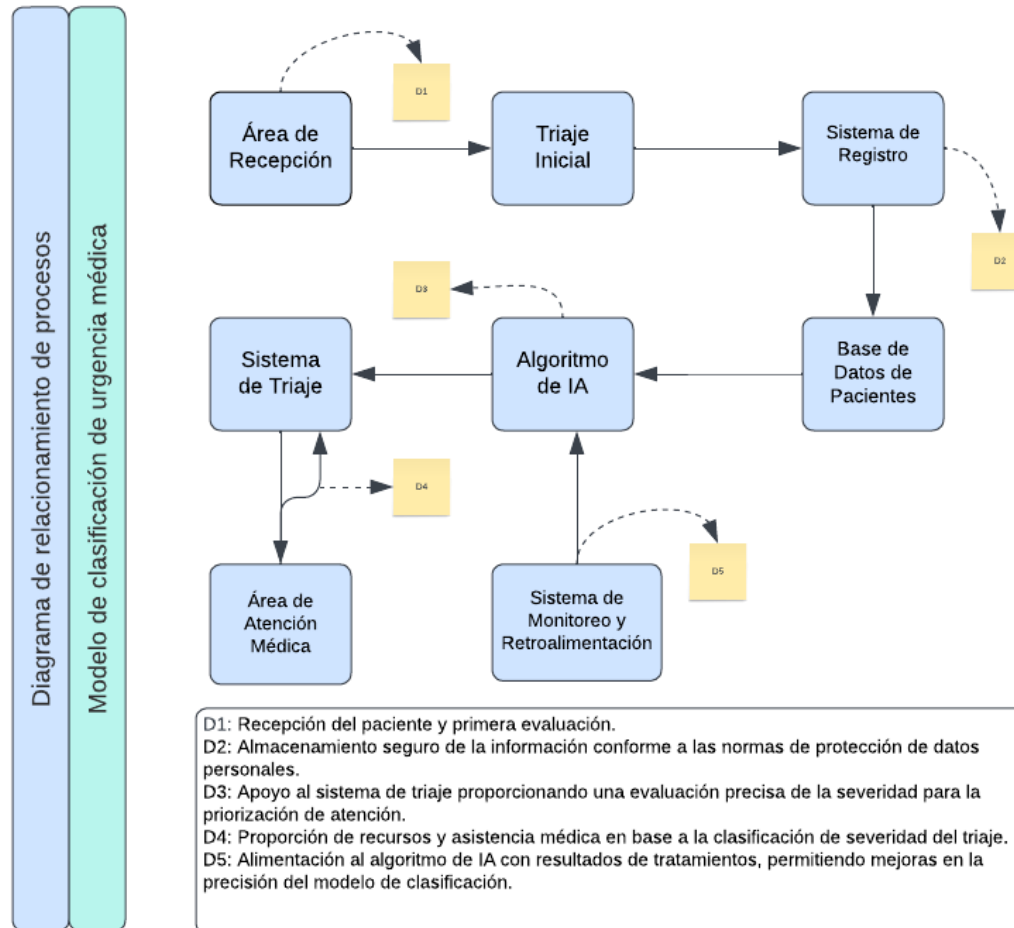 Diagrama de relacionamiento de procesos
Modelo de clasificación de urgencia médica
D1
Área de
Recepción
Triaje
Inicial
Sistema de
Registro
D2
D3
Sistema
de Triaje
Algoritmo
de IA
Base de
Datos de
Pacientes
D4
D5
Área de
Atención
Médica
Sistema de
Monitoreo y
Retroalimentación
D1: Recepción del paciente y primera evaluación.
D2: Almacenamiento seguro de la información conforme a las normas de protección de datos
personales.
D3: Apoyo al sistema de triaje proporcionando una evaluación precisa de la severidad para la
priorización de atención.
D4: Proporción de recursos y asistencia médica en base a la clasificación de severidad del triaje.
D5: Alimentación al algoritmo de IA con resultados de tratamientos, permitiendo mejoras en la
precisión del modelo de clasificación.